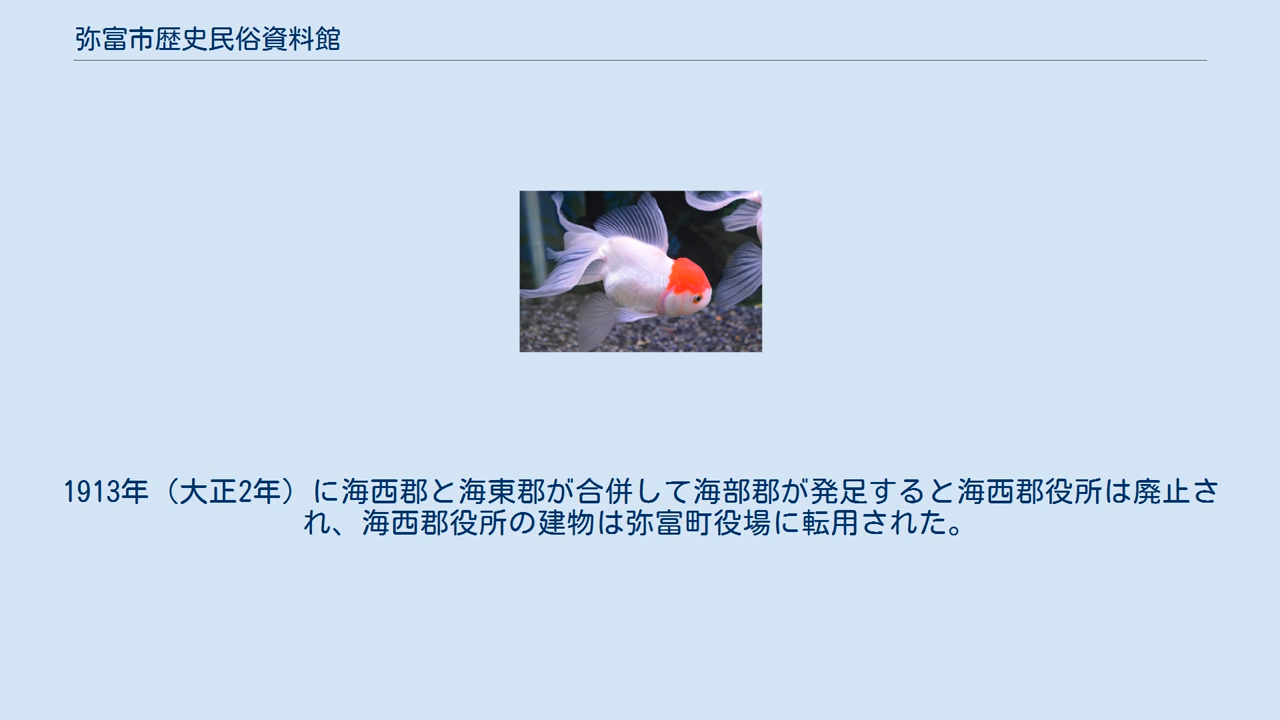 弥富市歴史民俗資料館
1913年（大正2年）に海西郡と海東郡が合併して海部郡が発足すると海西郡役所は廃止さ
れ、海西郡役所の建物は弥富町役場に転用された。